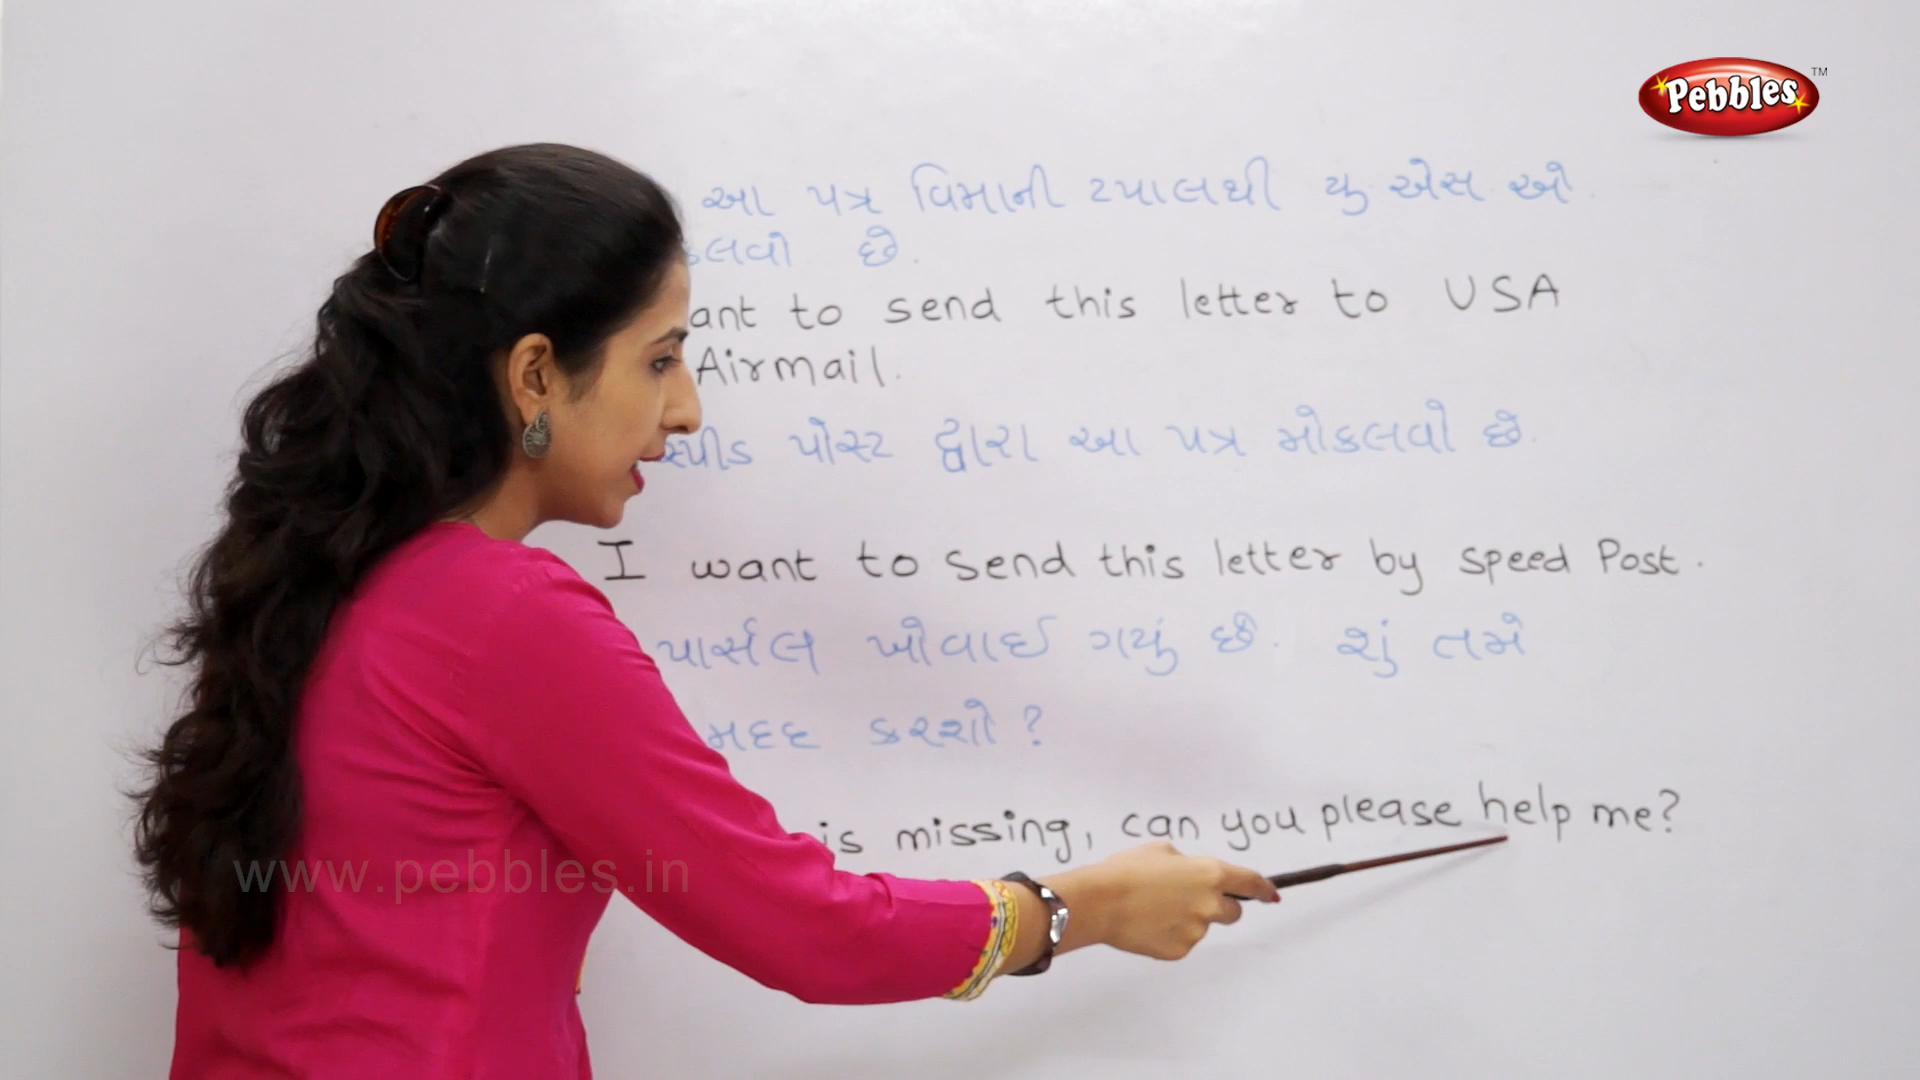 Pebbles TM
આ પત્ર વિમાની ટપાલથી યુ એસ એ
કલવો છે.
ant to send this letter to USA
Airmail.
સ્પીડ પોસ્ટ દ્વારા આ પત્ર મોકલવો છે.
I want to send this letter by speed Post.
પાર્સલ ખોવાઈ ગયું છે. શું તમે
મદદ કરશો?
is missing, can you please help me?
www.pebbles.in